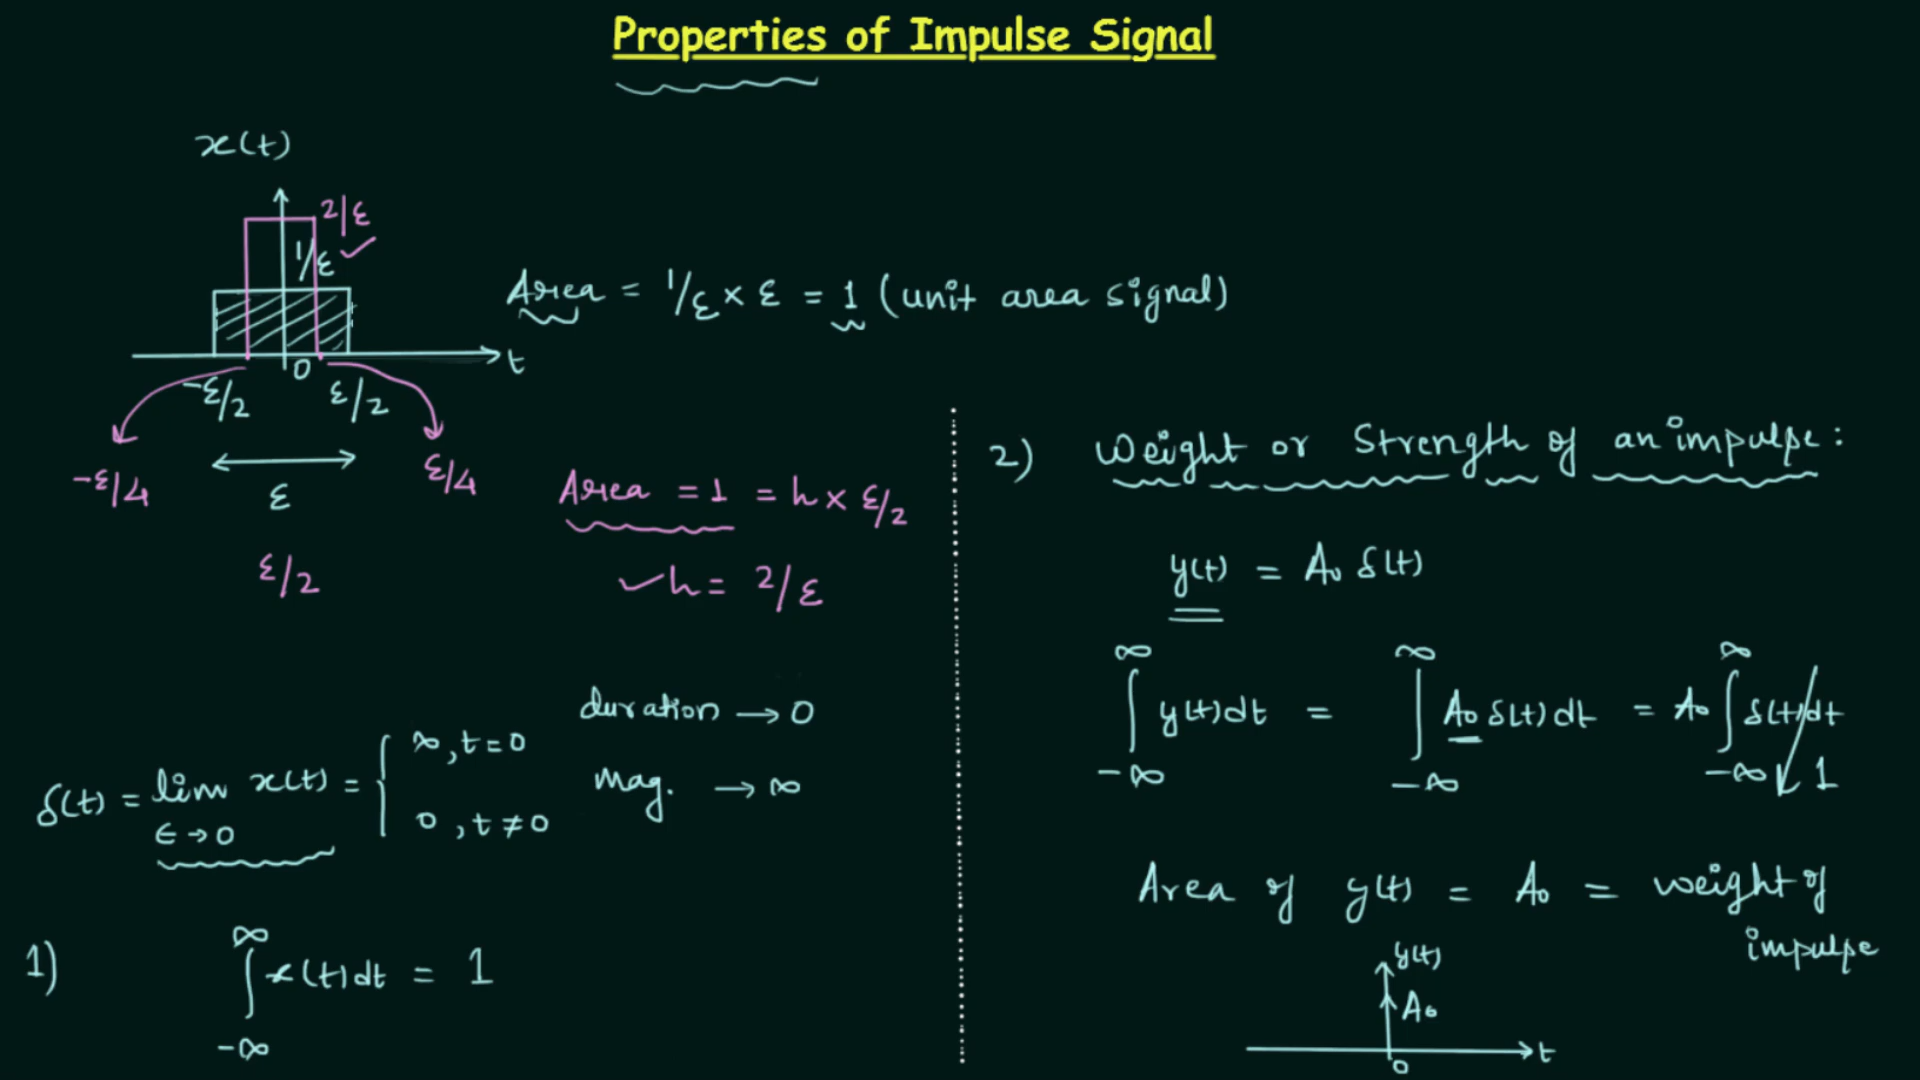 Properties of Impulse Signal
x(t)
2/ε
1/ε
t
0
-ε/2
ε/2
-ε/4
ε/4
ε
ε/2
Area = 1/ε × ε = 1 (unit area signal)
Area = 1 = h × ε/2
h = 2/ε
duration → 0
mag. → ∞
δ(t) = lim x(t) = { ∞, t = 0
ϵ → 0
0, t ≠ 0
1)
∞
∫ x(t) dt = 1
-∞
2) Weight or Strength of an impulse:
y(t) = A₀ δ(t)
∞ ∞ ∞
∫ y(t) dt = ∫ A₀ δ(t) dt = A₀ ∫ δ(t) dt
-∞ -∞ -∞ 1
Area of y(t) = A₀ = weight of
impulse
y(t)
A₀
t
0